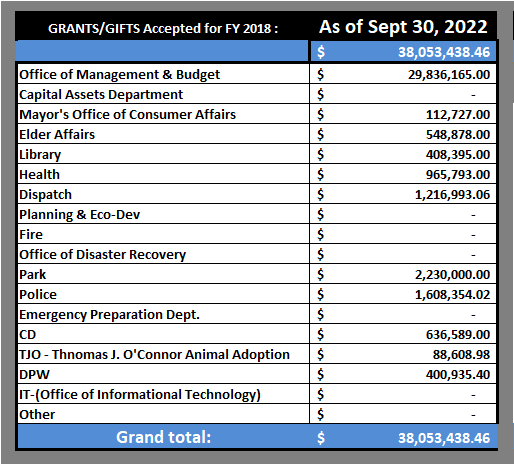 GRANTS/GIFTS Accepted for FY 2018 : As of Sept 30, 2022
$ 38,053,438.46
Office of Management & Budget $ 29,836,165.00
Capital Assets Department $ -
Mayor's Office of Consumer Affairs $ 112,727.00
Elder Affairs $ 548,878.00
Library $ 408,395.00
Health $ 965,793.00
Dispatch $ 1,216,993.06
Planning & Eco-Dev $ -
Fire $ -
Office of Disaster Recovery $ -
Park $ 2,230,000.00
Police $ 1,608,354.02
Emergency Preparation Dept. $ -
CD $ 636,589.00
TJO - Thnomas J. O'Connor Animal Adoption $ 88,608.98
DPW $ 400,935.40
IT-(Office of Informational Technology) $ -
Other $ -
Grand total: $ 38,053,438.46